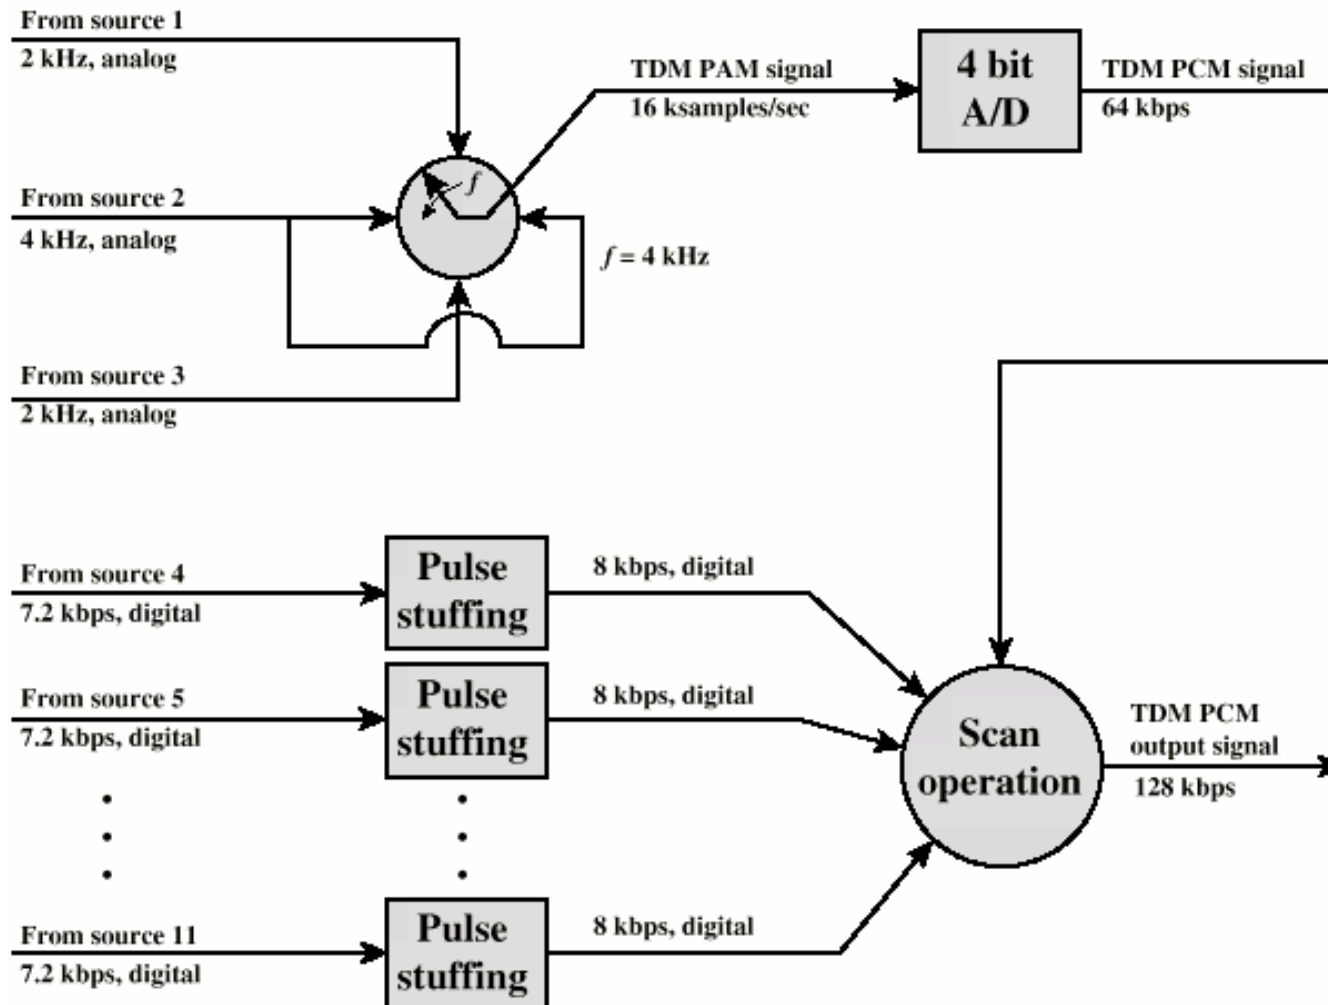 From source 1
2 kHz, analog
TDM PAM signal
16 ksamples/sec
4 bit
A/D
TDM PCM signal
64 kbps
From source 2
4 kHz, analog
f
f = 4 kHz
From source 3
2 kHz, analog
From source 4
7.2 kbps, digital
Pulse
stuffing
8 kbps, digital
From source 5
7.2 kbps, digital
Pulse
stuffing
8 kbps, digital
Scan
operation
TDM PCM
output signal
128 kbps
From source 11
7.2 kbps, digital
Pulse
stuffing
8 kbps, digital